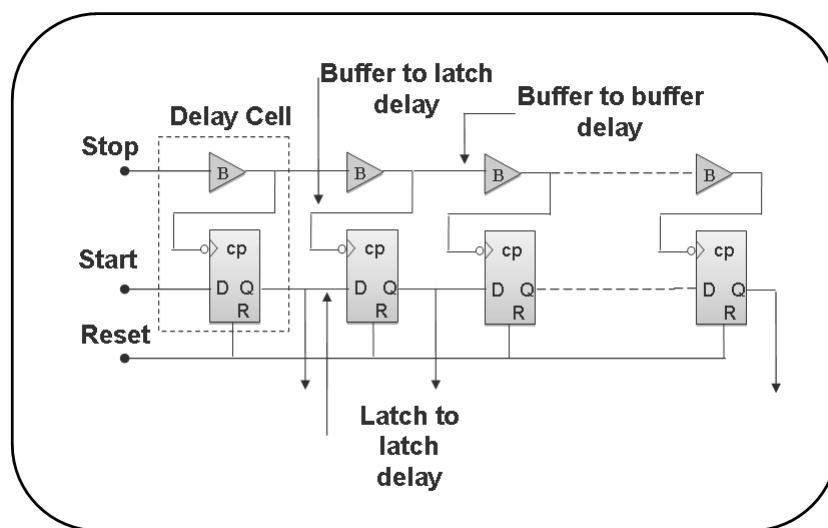 Buffer to latch
delay
Buffer to buffer
delay
Delay Cell
Stop
B
B
B
B
cp
cp
cp
cp
Start
D Q
D Q
D Q
D Q
R
R
R
R
Reset
Latch to
latch
delay